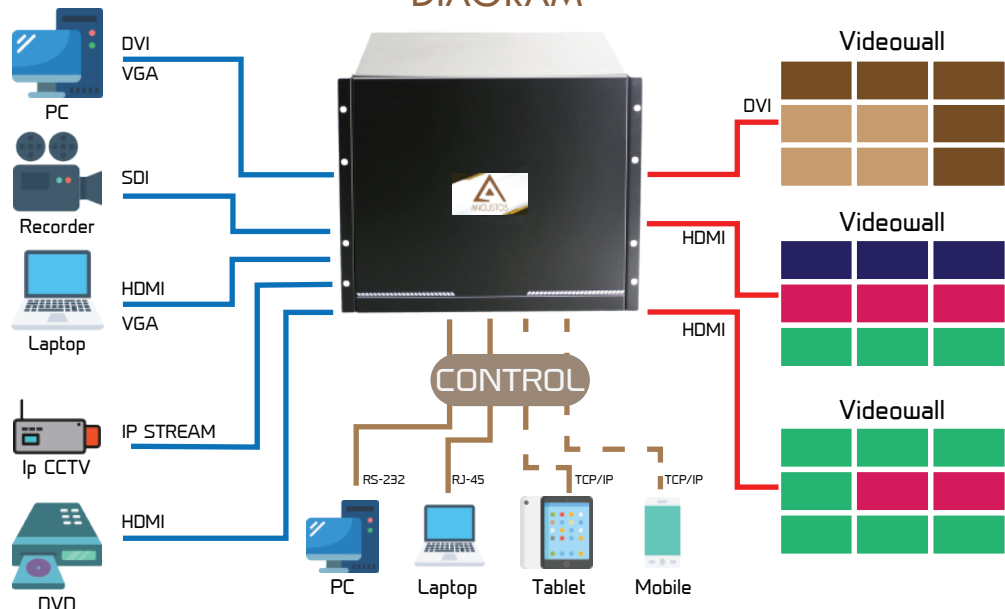 DIAGRAM
DVI
VGA
PC
SDI
Recorder
HDMI
VGA
Laptop
IP STREAM
Ip CCTV
HDMI
DVD
ANGUSTOS
CONTROL
RS-232
RJ-45
TCP/IP
TCP/IP
PC
Laptop
Tablet
Mobile
Videowall
DVI
Videowall
HDMI
Videowall
HDMI